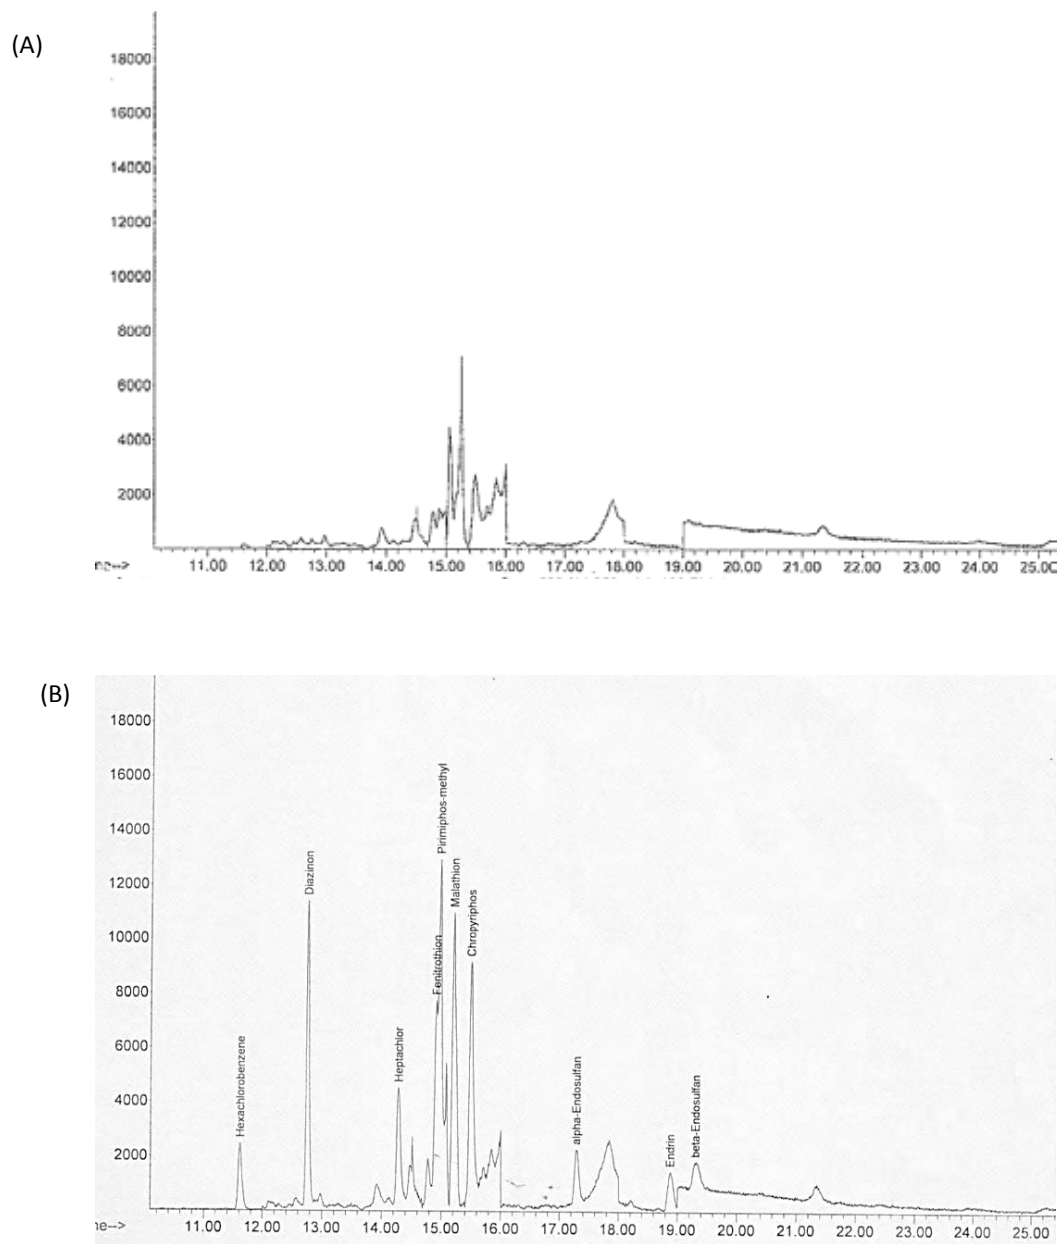 (A)
18000
16000
14000
12000
10000
8000
6000
4000
2000
11.00 12.00 13.00 14.00 15.00 16.00 17.00 18.00 19.00 20.00 21.00 22.00 23.00 24.00 25.00
ne-->
(B)
18000
16000
14000
12000
10000
8000
6000
4000
2000
Hexachlorobenzene
Diazinon
Heptachlor
Fenitrothion
Pirimiphos-methyl
Malathion
Chropyriphos
alpha-Endosulfan
Endrin
beta-Endosulfan
11.00 12.00 13.00 14.00 15.00 16.00 17.00 18.00 19.00 20.00 21.00 22.00 23.00 24.00 25.00
ne-->